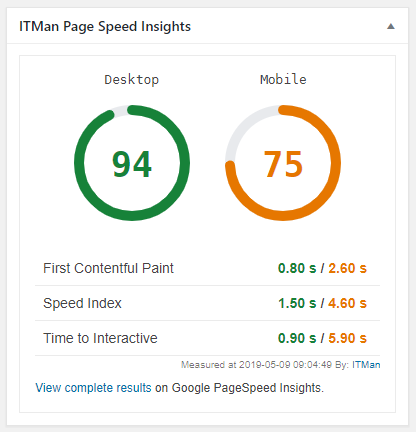 ITMan Page Speed Insights
Desktop Mobile
94 75
First Contentful Paint 0.80 s / 2.60 s
Speed Index 1.50 s / 4.60 s
Time to Interactive 0.90 s / 5.90 s
Measured at 2019-05-09 09:04:49 By: ITMan
View complete results on Google PageSpeed Insights.